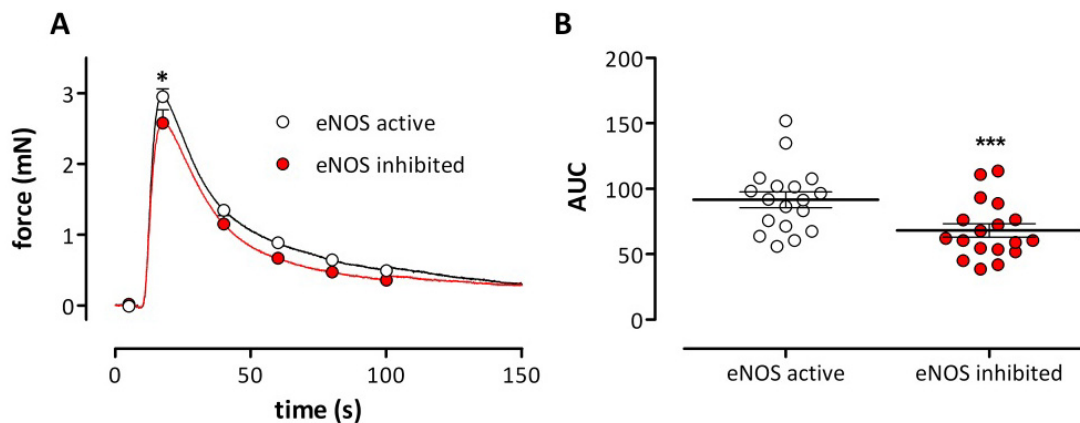 A
force (mN)
3
2
1
0
*
eNOS active
eNOS inhibited
0
50
100
150
time (s)
B
AUC
200
150
100
50
0
***
eNOS active
eNOS inhibited